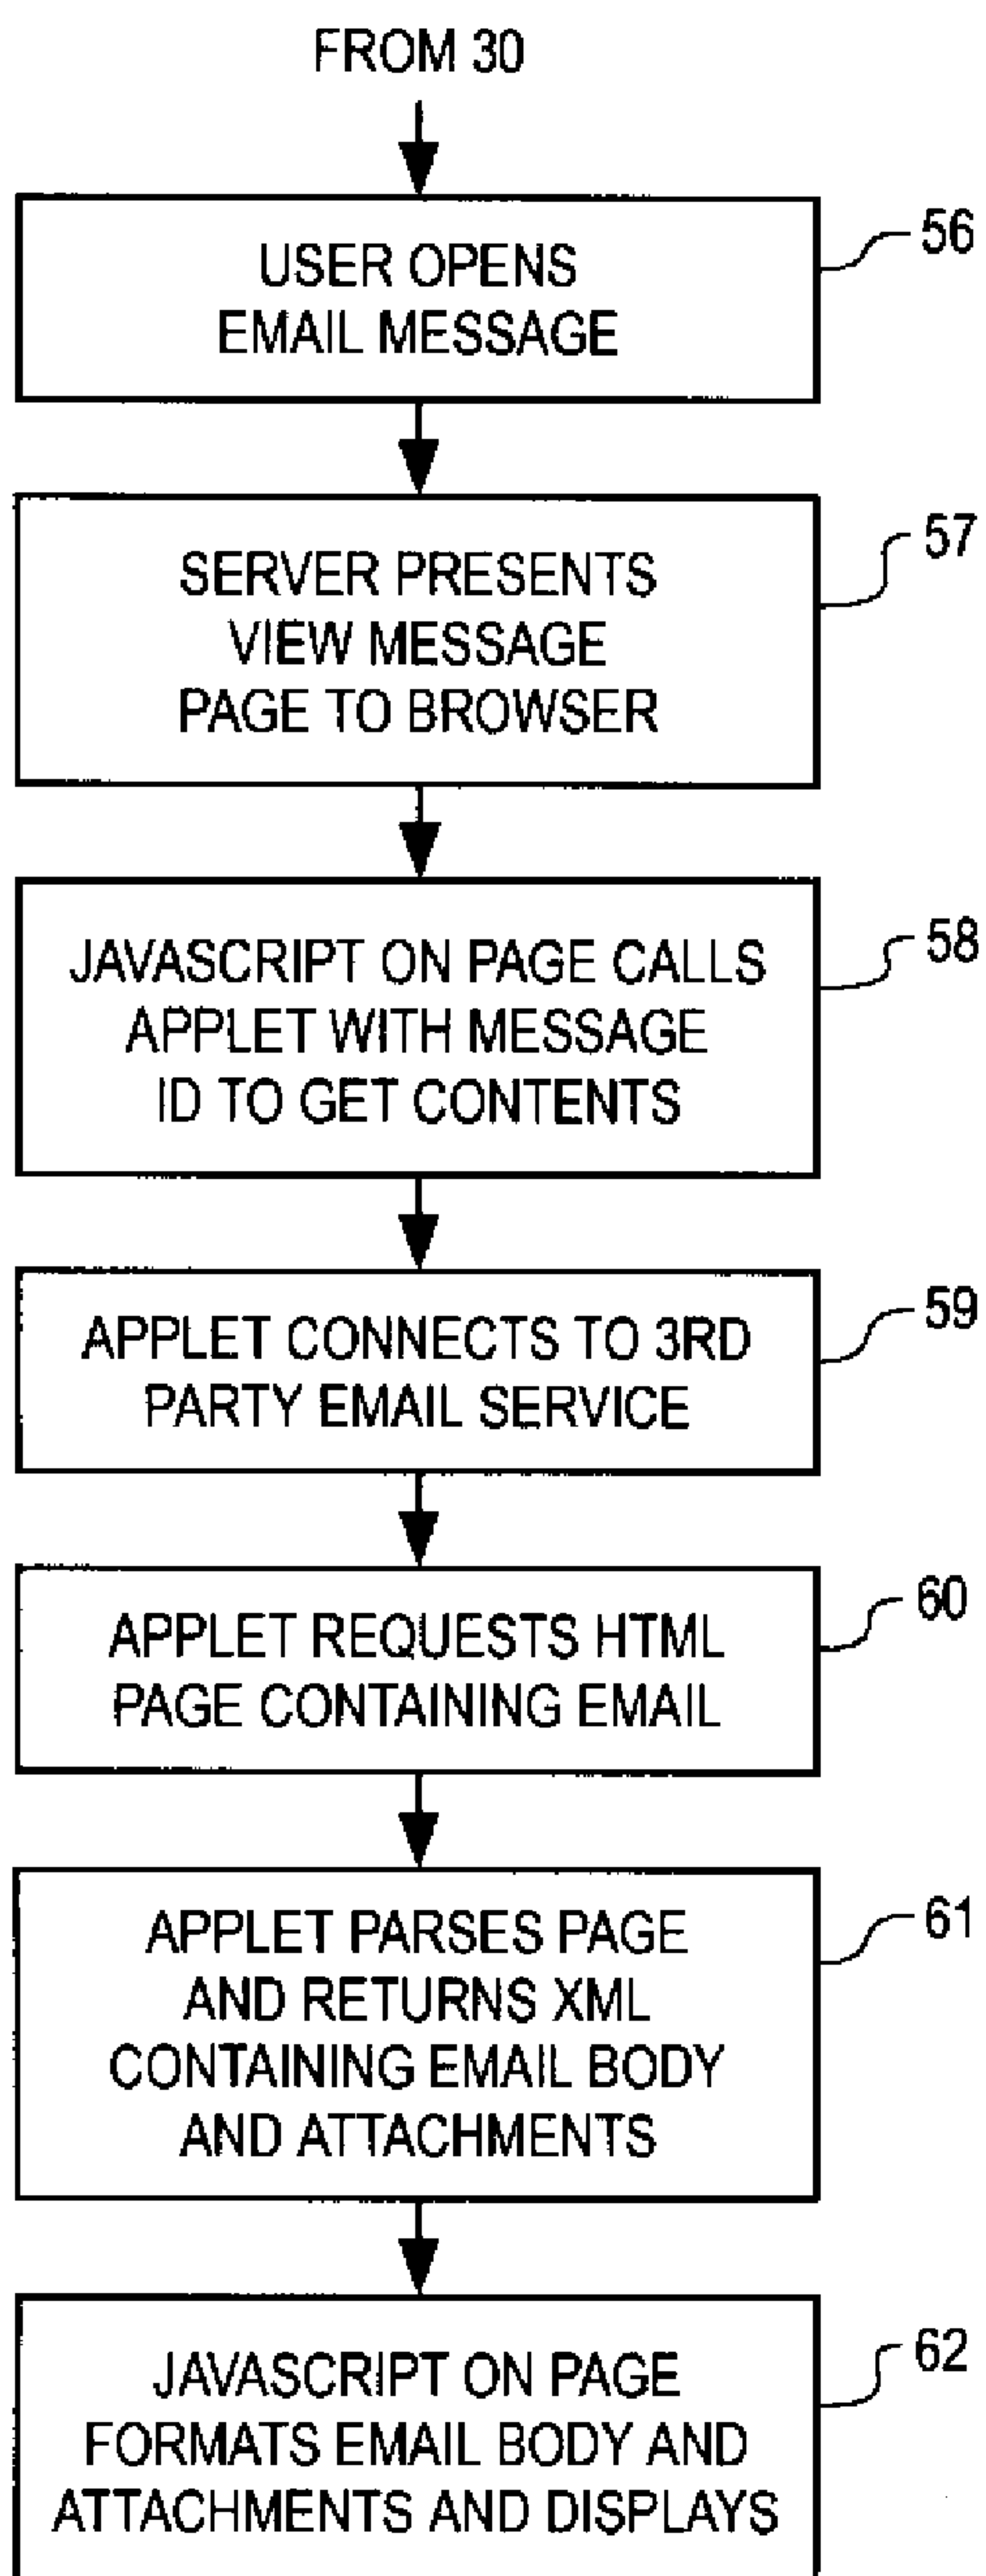 FROM 30
USER OPENS
EMAIL MESSAGE
56
SERVER PRESENTS
VIEW MESSAGE
PAGE TO BROWSER
57
JAVASCRIPT ON PAGE CALLS
APPLET WITH MESSAGE
ID TO GET CONTENTS
58
APPLET CONNECTS TO 3RD
PARTY EMAIL SERVICE
59
APPLET REQUESTS HTML
PAGE CONTAINING EMAIL
60
APPLET PARSES PAGE
AND RETURNS XML
CONTAINING EMAIL BODY
AND ATTACHMENTS
61
JAVASCRIPT ON PAGE
FORMATS EMAIL BODY AND
ATTACHMENTS AND DISPLAYS
62